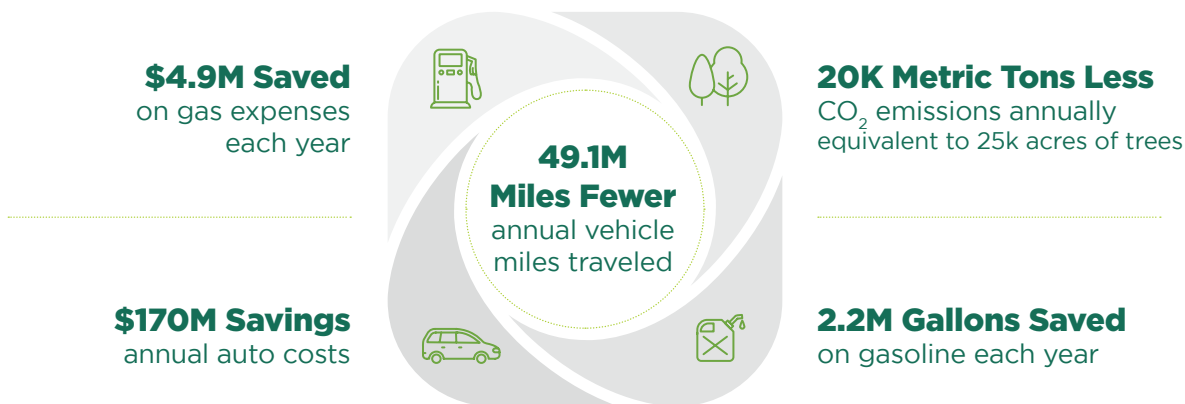 $4.9M Saved
on gas expenses
each year
$170M Savings
annual auto costs
49.1M
Miles Fewer
annual vehicle
miles traveled
20K Metric Tons Less
CO₂ emissions annually
equivalent to 25k acres of trees
2.2M Gallons Saved
on gasoline each year